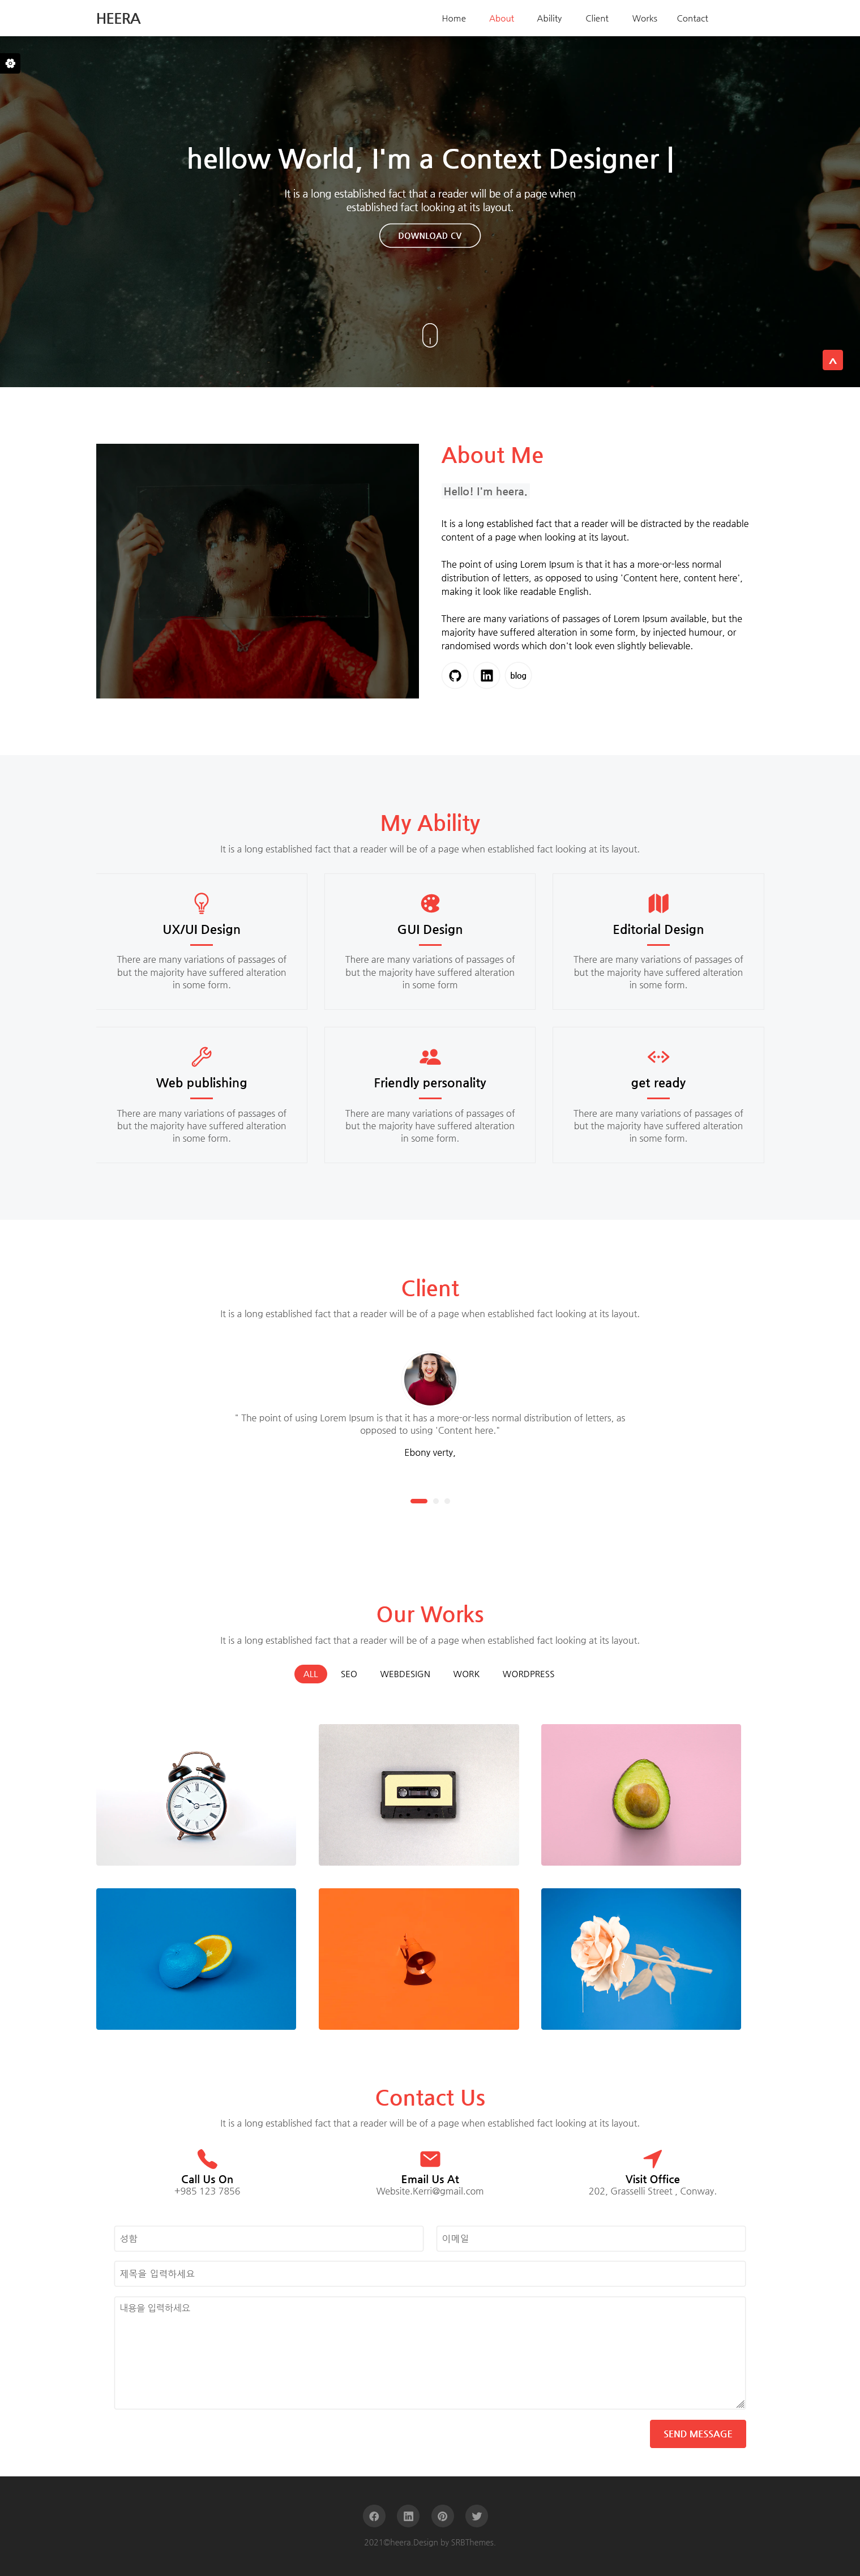 HEERA
Home About Ability Client Works Contact
hellow World, I'm a Context Designer |
It is a long established fact that a reader will be of a page when
established fact looking at its layout.
DOWNLOAD CV
About Me
Hello! I'm heera.
It is a long established fact that a reader will be distracted by the readable
content of a page when looking at its layout.
The point of using Lorem Ipsum is that it has a more-or-less normal
distribution of letters, as opposed to using 'Content here, content here',
making it look like readable English.
There are many variations of passages of Lorem Ipsum available, but the
majority have suffered alteration in some form, by injected humour, or
randomised words which don't look even slightly believable.
blog
My Ability
It is a long established fact that a reader will be of a page when established fact looking at its layout.
UX/UI Design
There are many variations of passages of
but the majority have suffered alteration
in some form.
GUI Design
There are many variations of passages of
but the majority have suffered alteration
in some form
Editorial Design
There are many variations of passages of
but the majority have suffered alteration
in some form.
Web publishing
There are many variations of passages of
but the majority have suffered alteration
in some form.
Friendly personality
There are many variations of passages of
but the majority have suffered alteration
in some form.
get ready
There are many variations of passages of
but the majority have suffered alteration
in some form.
Client
It is a long established fact that a reader will be of a page when established fact looking at its layout.
" The point of using Lorem Ipsum is that it has a more-or-less normal distribution of letters, as
opposed to using 'Content here."
Ebony verty,
Our Works
It is a long established fact that a reader will be of a page when established fact looking at its layout.
ALL SEO WEBDESIGN WORK WORDPRESS
Contact Us
It is a long established fact that a reader will be of a page when established fact looking at its layout.
Call Us On
+985 123 7856
Email Us At
Website.Kerri@gmail.com
Visit Office
202, Grasselli Street , Conway.
성함
이메일
제목을 입력하세요
내용을 입력하세요
SEND MESSAGE
2021©heera.Design by SRBThemes.